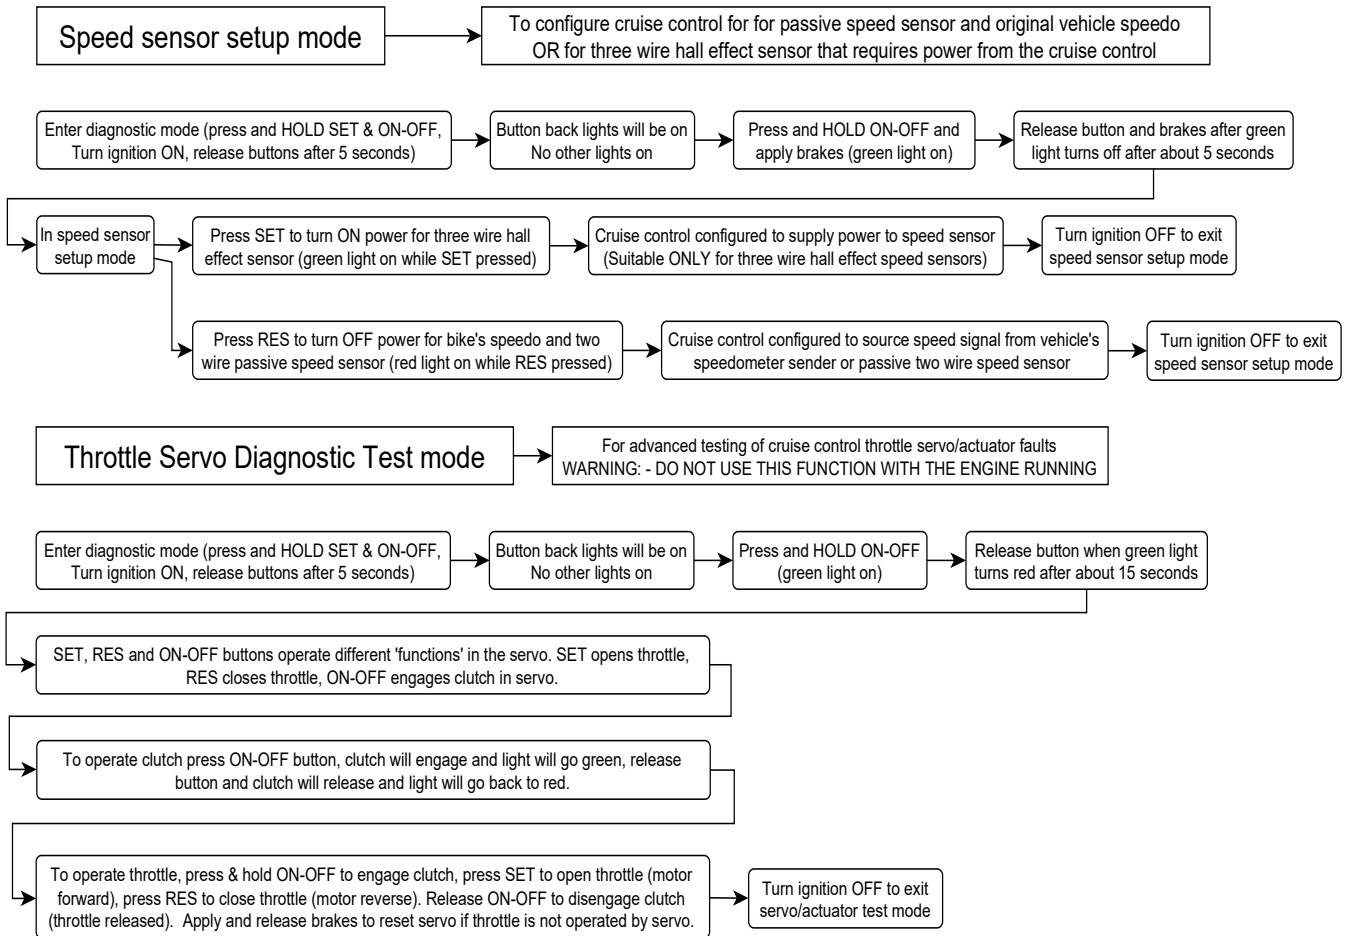 Speed sensor setup mode
To configure cruise control for for passive speed sensor and original vehicle speedo
OR for three wire hall effect sensor that requires power from the cruise control
Enter diagnostic mode (press and HOLD SET & ON-OFF,
Turn ignition ON, release buttons after 5 seconds)
Button back lights will be on
No other lights on
Press and HOLD ON-OFF and
apply brakes (green light on)
Release button and brakes after green
light turns off after about 5 seconds
In speed sensor
setup mode
Press SET to turn ON power for three wire hall
effect sensor (green light on while SET pressed)
Cruise control configured to supply power to speed sensor
(Suitable ONLY for three wire hall effect speed sensors)
Turn ignition OFF to exit
speed sensor setup mode
Press RES to turn OFF power for bike's speedo and two
wire passive speed sensor (red light on while RES pressed)
Cruise control configured to source speed signal from vehicle's
speedometer sender or passive two wire speed sensor
Turn ignition OFF to exit
speed sensor setup mode
Throttle Servo Diagnostic Test mode
For advanced testing of cruise control throttle servo/actuator faults
WARNING: - DO NOT USE THIS FUNCTION WITH THE ENGINE RUNNING
Enter diagnostic mode (press and HOLD SET & ON-OFF,
Turn ignition ON, release buttons after 5 seconds)
Button back lights will be on
No other lights on
Press and HOLD ON-OFF
(green light on)
Release button when green light
turns red after about 15 seconds
SET, RES and ON-OFF buttons operate different 'functions' in the servo. SET opens throttle,
RES closes throttle, ON-OFF engages clutch in servo.
To operate clutch press ON-OFF button, clutch will engage and light will go green, release
button and clutch will release and light will go back to red.
To operate throttle, press & hold ON-OFF to engage clutch, press SET to open throttle (motor
forward), press RES to close throttle (motor reverse). Release ON-OFF to disengage clutch
(throttle released). Apply and release brakes to reset servo if throttle is not operated by servo.
Turn ignition OFF to exit
servo/actuator test mode